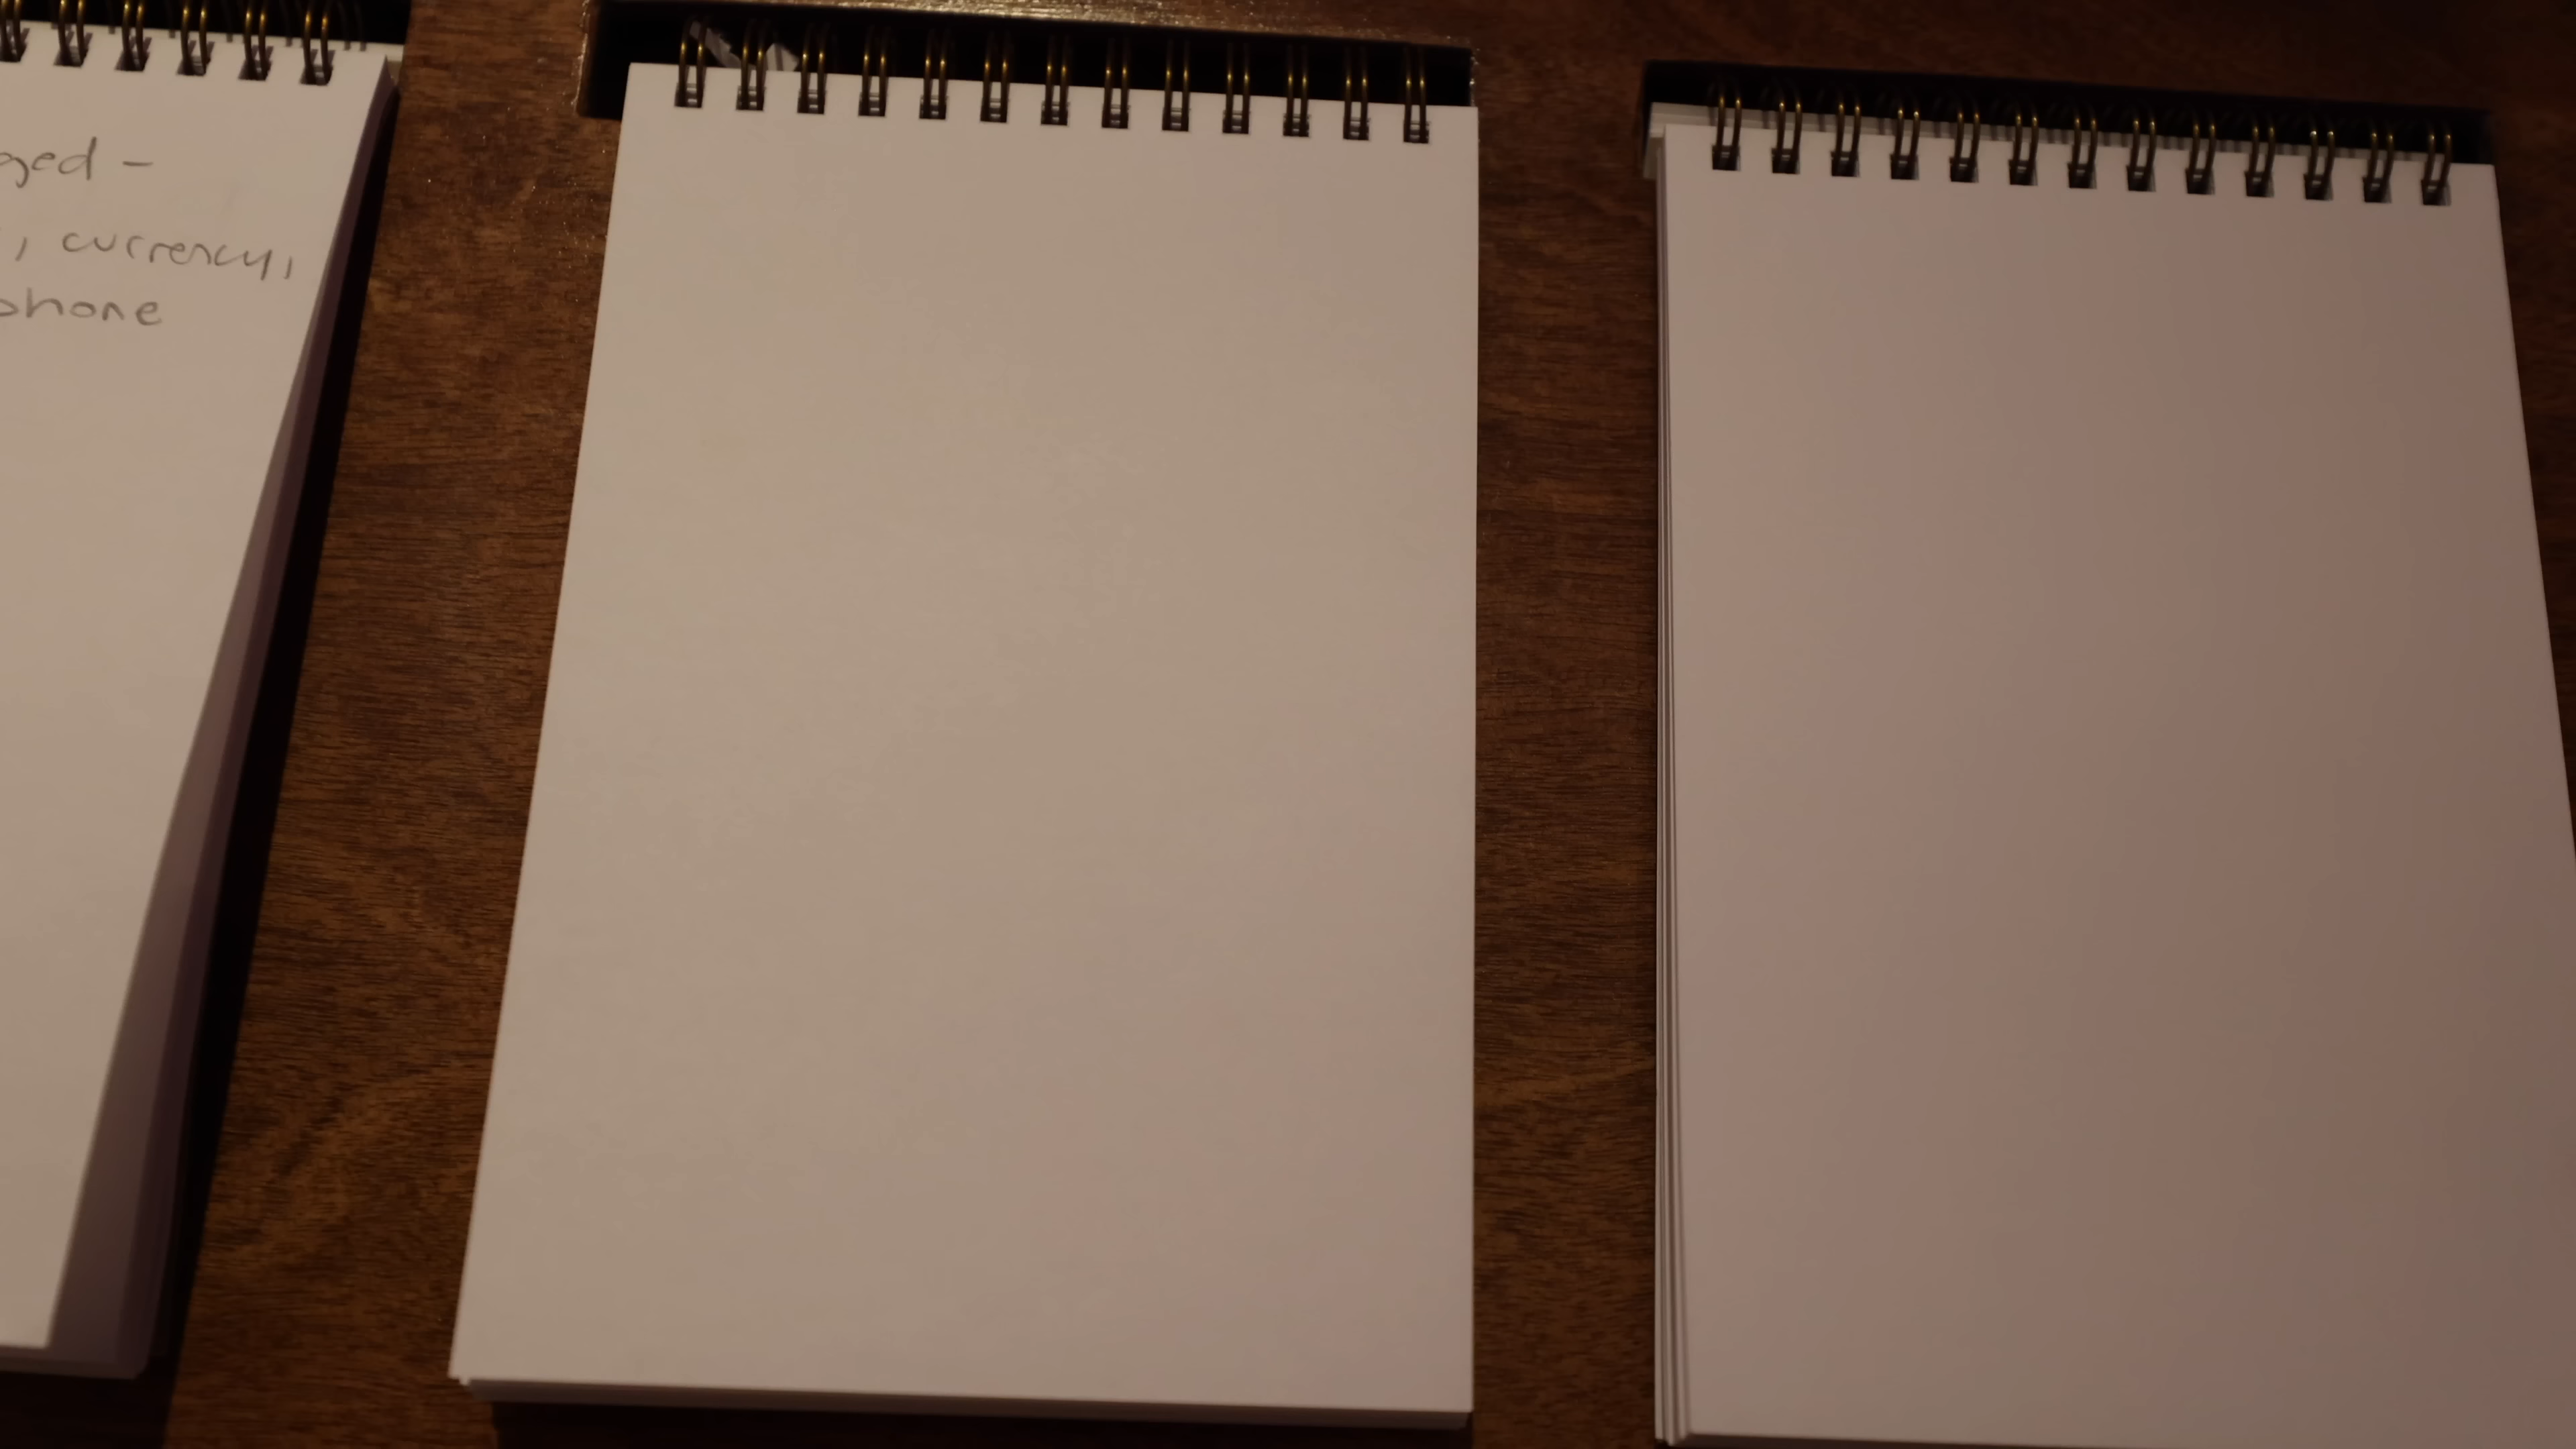 ged -
, currency,
phone